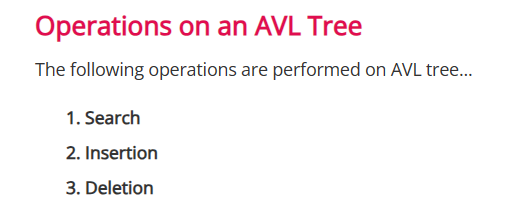 Operations on an AVL Tree
The following operations are performed on AVL tree...
1. Search
2. Insertion
3. Deletion